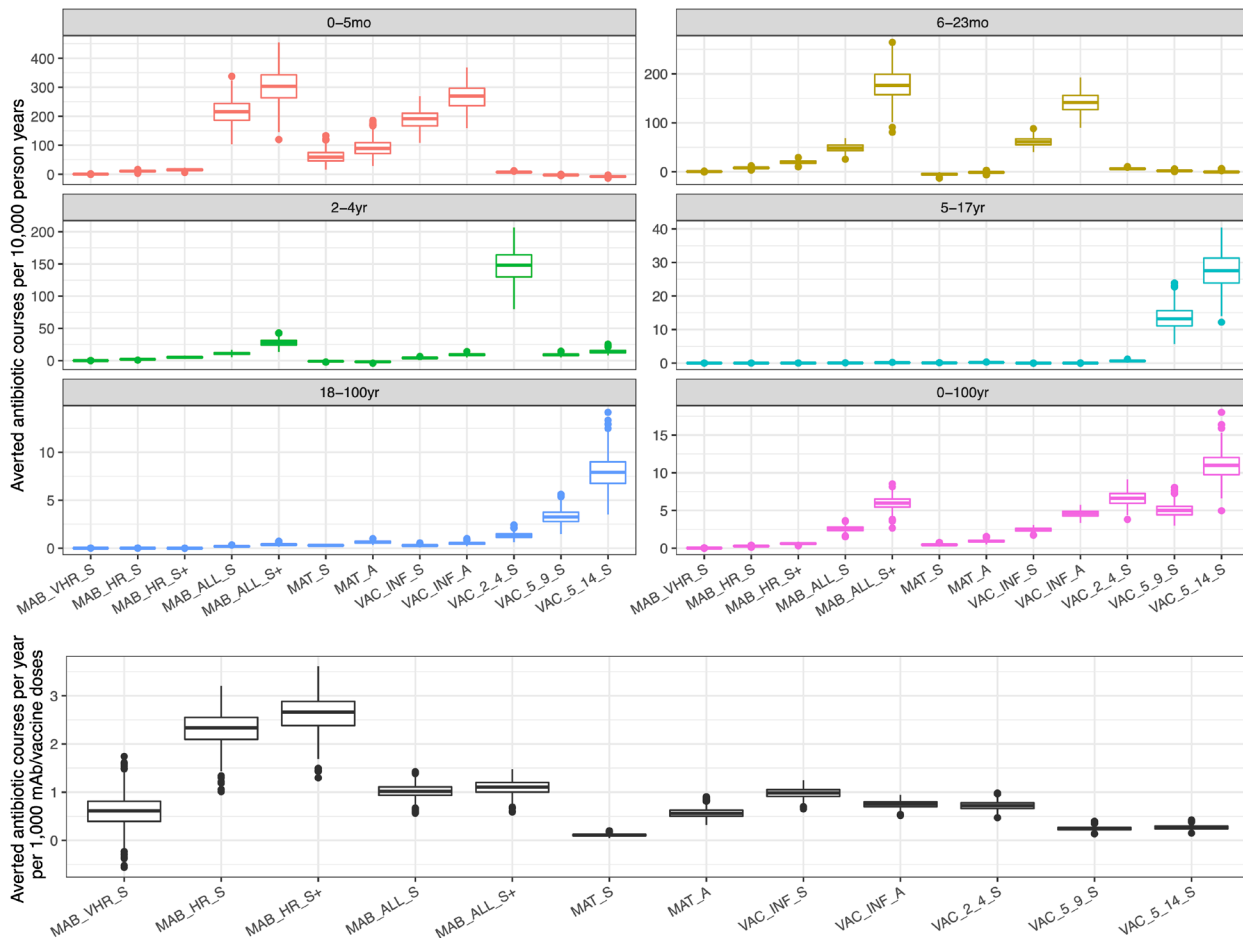 0−5mo
6−23mo
400
300
200
100
0
200
100
0
2−4yr
5−17yr
200
150
100
50
0
40
30
20
10
0
18−100yr
0−100yr
10
5
0
15
10
5
0
Averted antibiotic courses per 10,000 person years
MAB_VHR_S
MAB_HR_S
MAB_HR_S+
MAB_ALL_S
MAB_ALL_S+
MAT_S
MAT_A
VAC_INF_S
VAC_INF_A
VAC_2_4_S
VAC_5_9_S
VAC_5_14_S
MAB_VHR_S
MAB_HR_S
MAB_HR_S+
MAB_ALL_S
MAB_ALL_S+
MAT_S
MAT_A
VAC_INF_S
VAC_INF_A
VAC_2_4_S
VAC_5_9_S
VAC_5_14_S
Averted antibiotic courses per year
per 1,000 mAb/vaccine doses
3
2
1
0
MAB_VHR_S
MAB_HR_S
MAB_HR_S+
MAB_ALL_S
MAB_ALL_S+
MAT_S
MAT_A
VAC_INF_S
VAC_INF_A
VAC_2_4_S
VAC_5_9_S
VAC_5_14_S